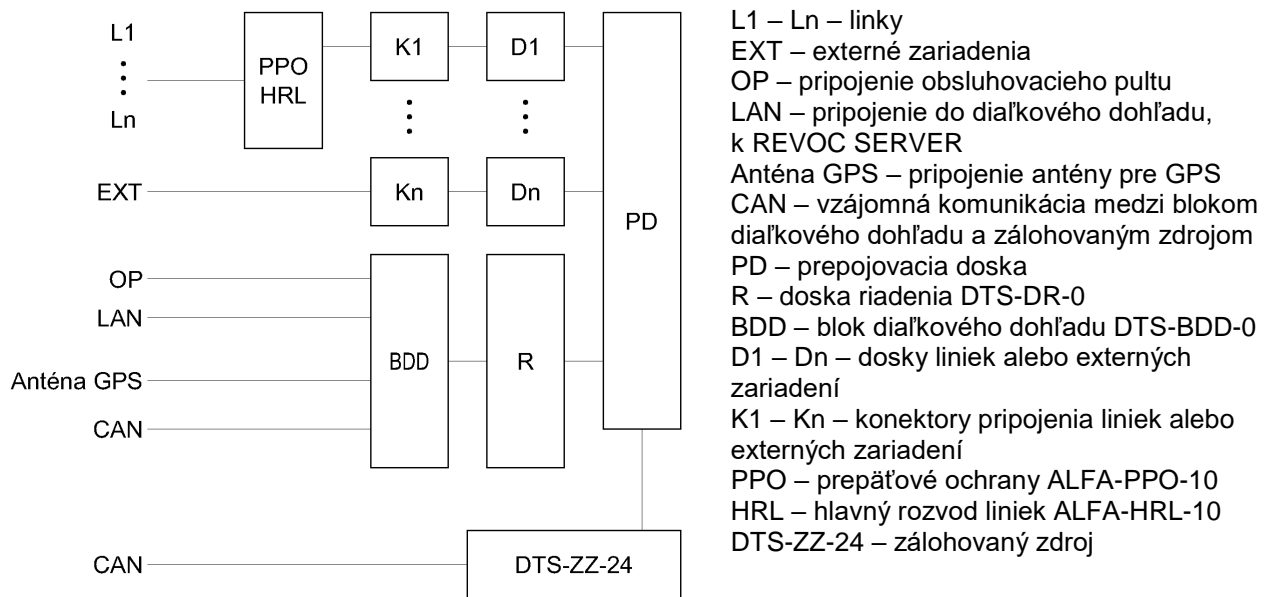 L1
Ln
EXT
OP
LAN
Anténa GPS
CAN
CAN
PPO
HRL
K1
D1
Kn
Dn
PD
BDD
R
DTS-ZZ-24
L1 – Ln – linky
EXT – externé zariadenia
OP – pripojenie obsluhovacieho pultu
LAN – pripojenie do diaľkového dohľadu,
k REVOC SERVER
Anténa GPS – pripojenie antény pre GPS
CAN – vzájomná komunikácia medzi blokom
diaľkového dohľadu a zálohovaným zdrojom
PD – prepojovacia doska
R – doska riadenia DTS-DR-0
BDD – blok diaľkového dohľadu DTS-BDD-0
D1 – Dn – dosky liniek alebo externých
zariadení
K1 – Kn – konektory pripojenia liniek alebo
externých zariadení
PPO – prepäťové ochrany ALFA-PPO-10
HRL – hlavný rozvod liniek ALFA-HRL-10
DTS-ZZ-24 – zálohovaný zdroj